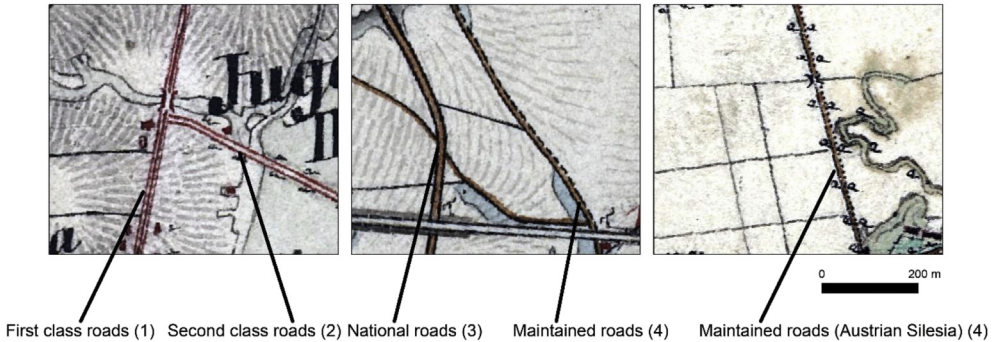 Juge
0
200 m
First class roads (1)
Second class roads (2)
National roads (3)
Maintained roads (4)
Maintained roads (Austrian Silesia) (4)